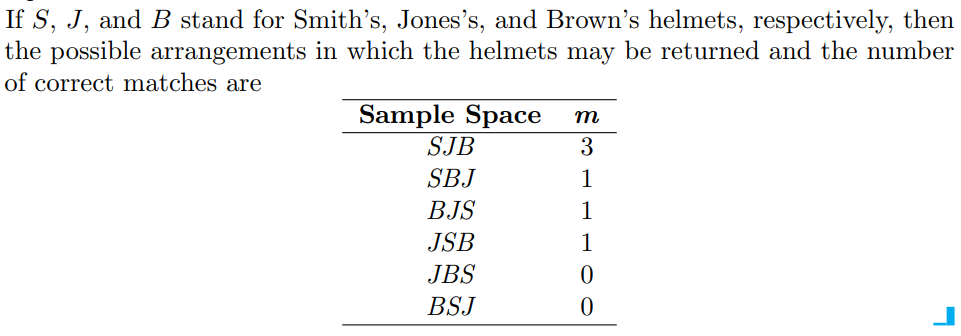 If S, J, and B stand for Smith’s, Jones’s, and Brown’s helmets, respectively, then
the possible arrangements in which the helmets may be returned and the number
of correct matches are
Sample Space m
SJB 3
SBJ 1
BJS 1
JSB 1
JBS 0
BSJ 0